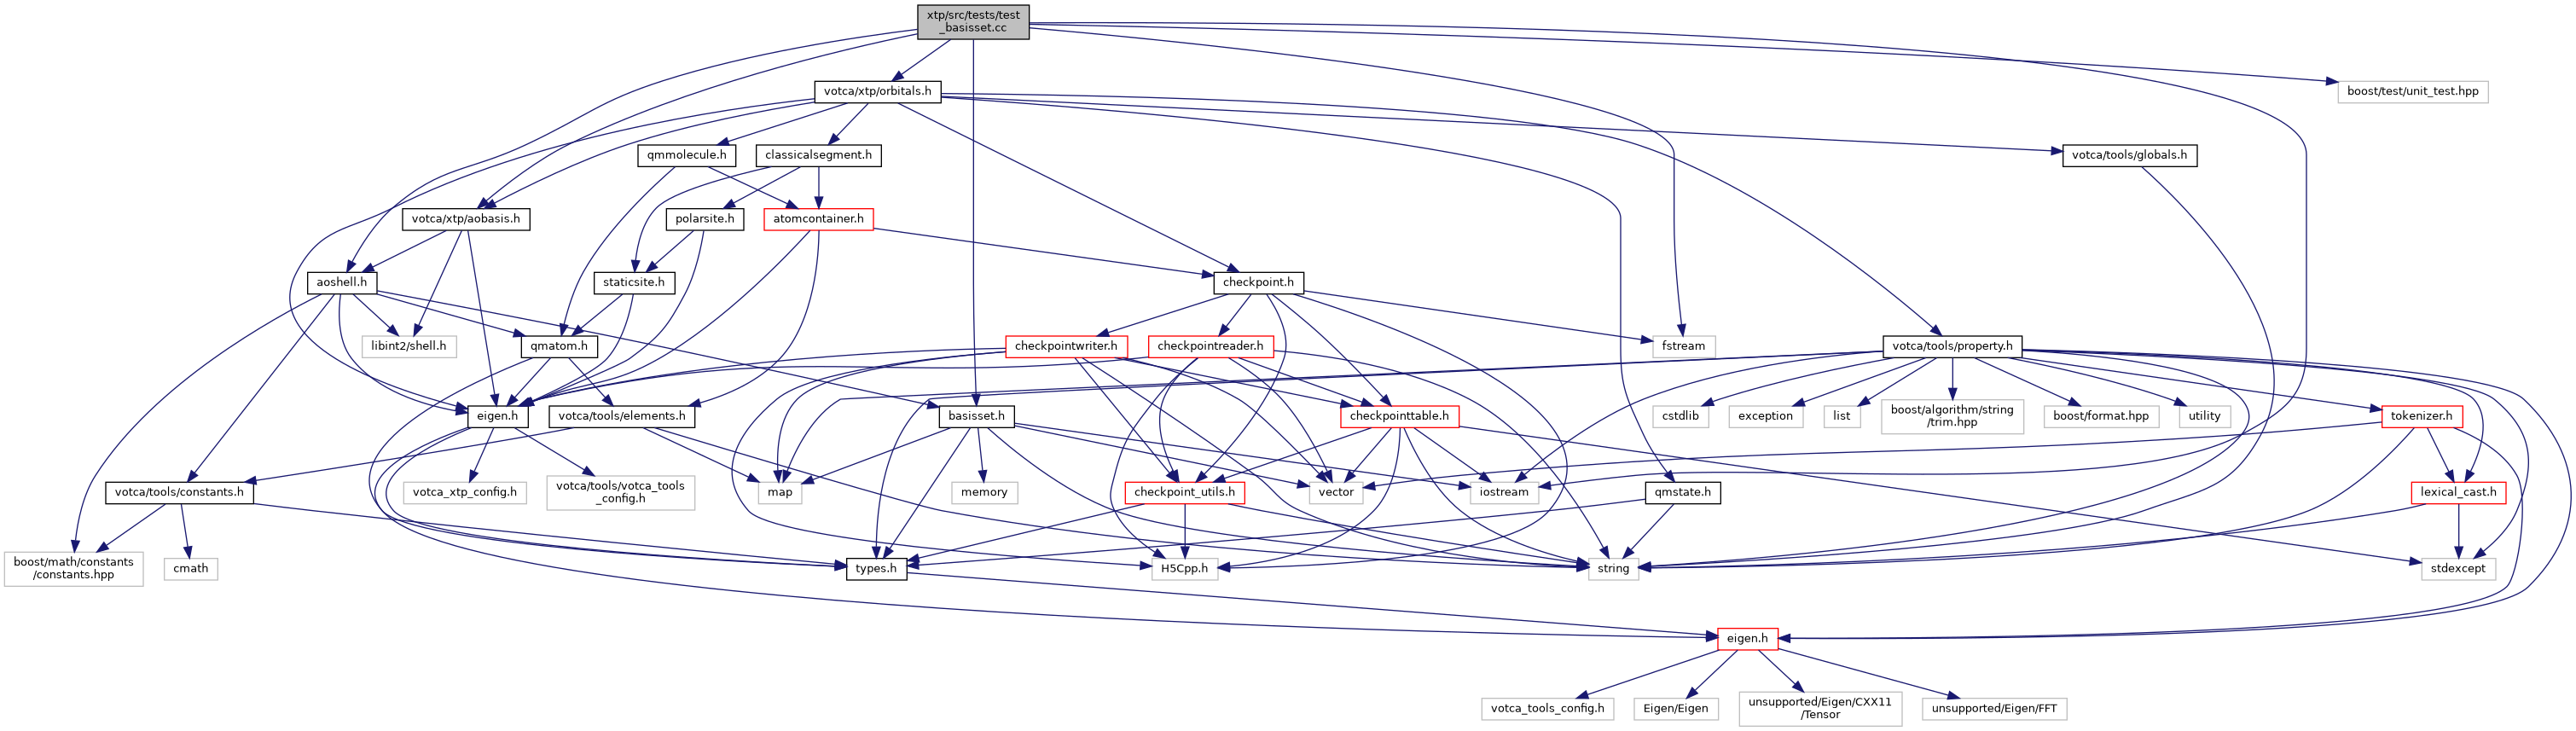 xtp/src/tests/test
_basisset.cc
votca/xtp/orbitals.h
boost/test/unit_test.hpp
qmmolecule.h
classicalsegment.h
votca/tools/globals.h
votca/xtp/aobasis.h
polarsite.h
atomcontainer.h
aoshell.h
staticsite.h
checkpoint.h
libint2/shell.h
qmatom.h
checkpointwriter.h
checkpointreader.h
fstream
votca/tools/property.h
eigen.h
votca/tools/elements.h
basisset.h
checkpointtable.h
cstdlib
exception
list
boost/algorithm/string
/trim.hpp
boost/format.hpp
utility
tokenizer.h
votca/tools/constants.h
votca_xtp_config.h
votca/tools/votca_tools
_config.h
map
memory
checkpoint_utils.h
vector
iostream
qmstate.h
lexical_cast.h
boost/math/constants
/constants.hpp
cmath
types.h
H5Cpp.h
string
stdexcept
eigen.h
votca_tools_config.h
Eigen/Eigen
unsupported/Eigen/CXX11
/Tensor
unsupported/Eigen/FFT